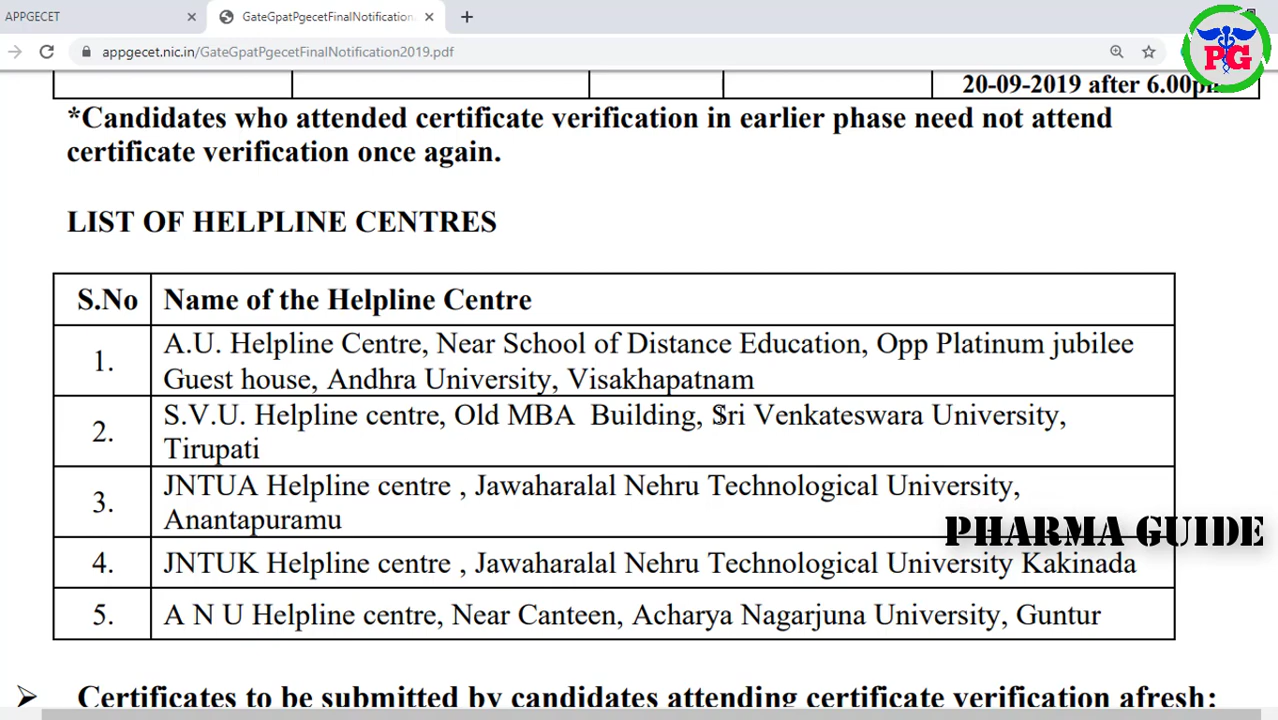 APPGECET
GateGpatPgecetFinalNotification
appgecet.nic.in/GateGpatPgecetFinalNotification2019.pdf
PG
20-09-2019 after 6.00p
*Candidates who attended certificate verification in earlier phase need not attend
certificate verification once again.
LIST OF HELPLINE CENTRES
S.No Name of the Helpline Centre
1. A.U. Helpline Centre, Near School of Distance Education, Opp Platinum jubilee
Guest house, Andhra University, Visakhapatnam
2. S.V.U. Helpline centre, Old MBA Building, Sri Venkateswara University,
Tirupati
3. JNTUA Helpline centre , Jawaharalal Nehru Technological University,
Anantapuramu
PHARMA GUIDE
4. JNTUK Helpline centre , Jawaharalal Nehru Technological University Kakinada
5. A N U Helpline centre, Near Canteen, Acharya Nagarjuna University, Guntur
Certificates to be submitted by candidates attending certificate verification afresh: